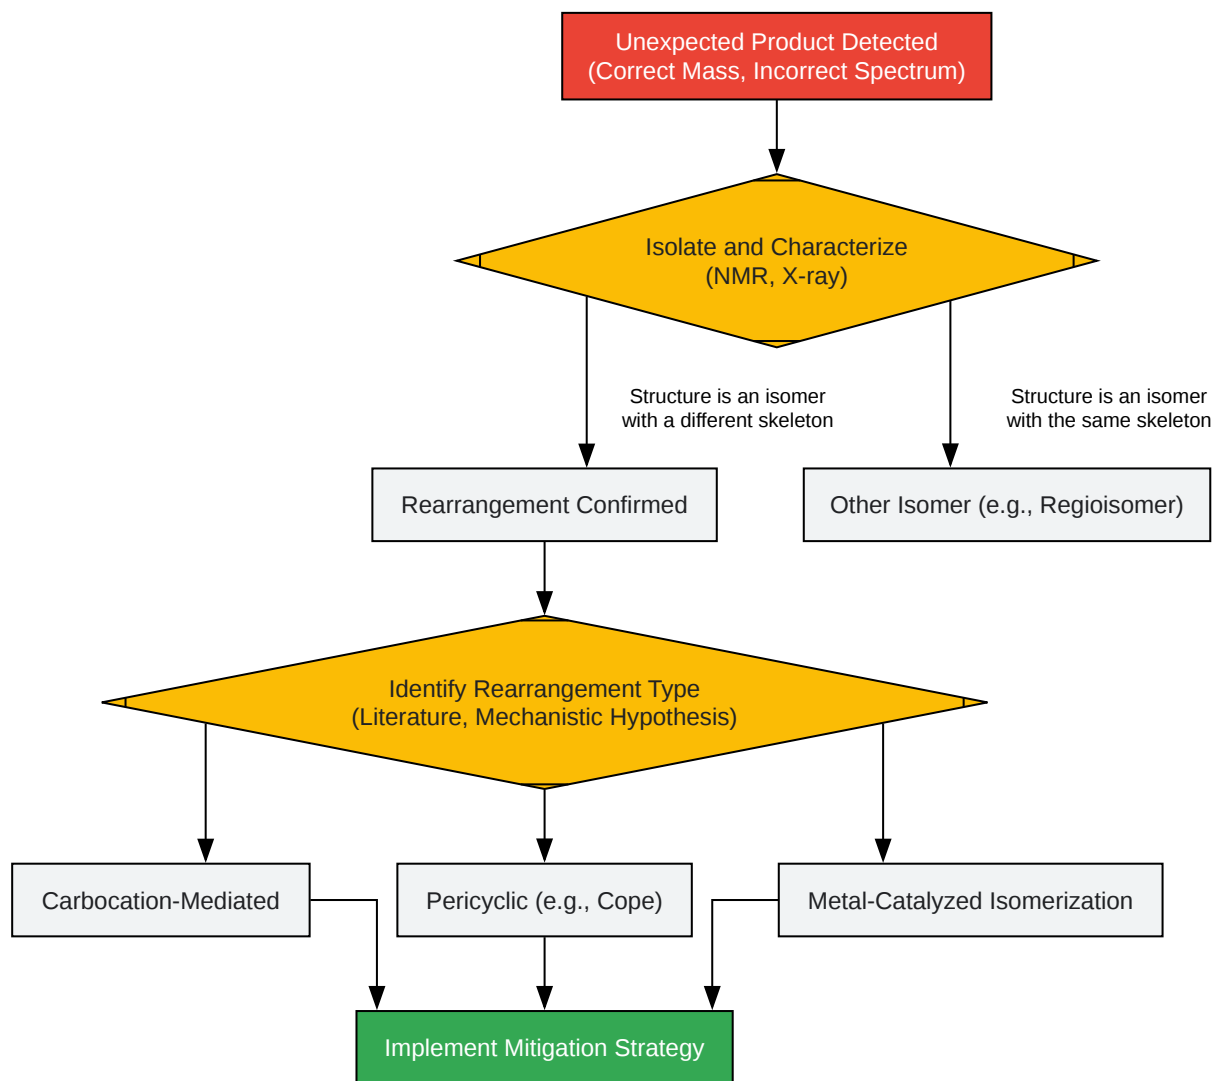 Unexpected Product Detected
(Correct Mass, Incorrect Spectrum)
Isolate and Characterize
(NMR, X-ray)
Structure is an isomer
with a different skeleton
Structure is an isomer
with the same skeleton
Rearrangement Confirmed
Other Isomer (e.g., Regioisomer)
Identify Rearrangement Type
(Literature, Mechanistic Hypothesis)
Carbocation-Mediated
Pericyclic (e.g., Cope)
Metal-Catalyzed Isomerization
Implement Mitigation Strategy